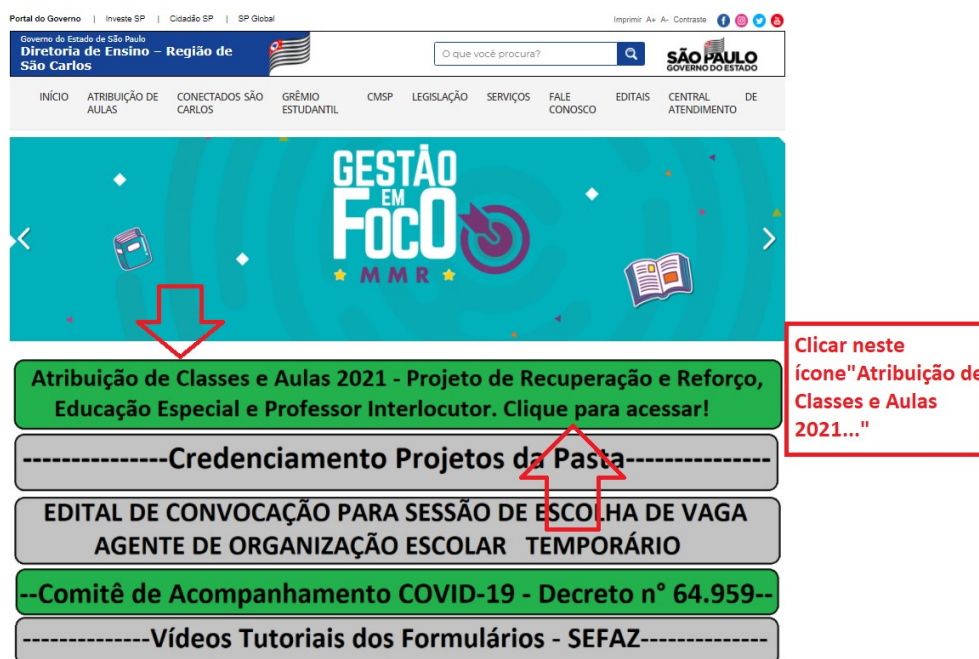 Portal do Governo | Investe SP | Cidadão SP | SP Global
Imprimir A+ A- Contraste
Governo do Estado de São Paulo
Diretoria de Ensino – Região de
São Carlos
O que você procura?
SÃO PAULO
GOVERNO DO ESTADO
INÍCIO ATRIBUIÇÃO DE AULAS CONECTADOS SÃO CARLOS GRÊMIO ESTUDANTIL CMSP LEGISLAÇÃO SERVIÇOS FALE CONOSCO EDITAIS CENTRAL DE ATENDIMENTO
GESTÃO
EM
FOCO
MMR
Clicar neste
ícone"Atribuição de
Classes e Aulas
2021..."
Atribuição de Classes e Aulas 2021 - Projeto de Recuperação e Reforço,
Educação Especial e Professor Interlocutor. Clique para acessar!
---------------Credenciamento Projetos da Pasta---------------
EDITAL DE CONVOCAÇÃO PARA SESSÃO DE ESCOLHA DE VAGA
AGENTE DE ORGANIZAÇÃO ESCOLAR TEMPORÁRIO
--Comitê de Acompanhamento COVID-19 - Decreto n° 64.959--
--------------Vídeos Tutoriais dos Formulários - SEFAZ--------------